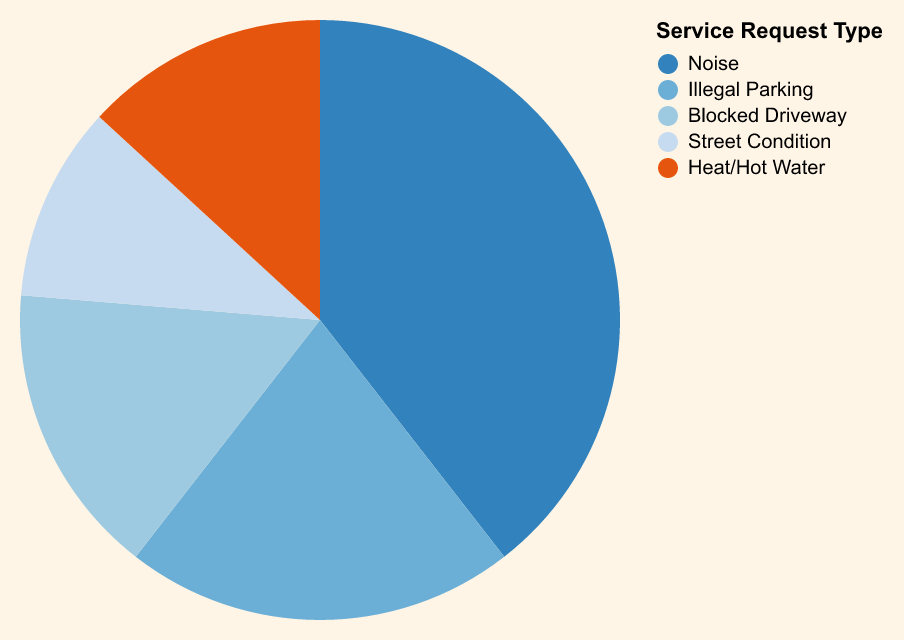 Service Request Type
Noise
Illegal Parking
Blocked Driveway
Street Condition
Heat/Hot Water